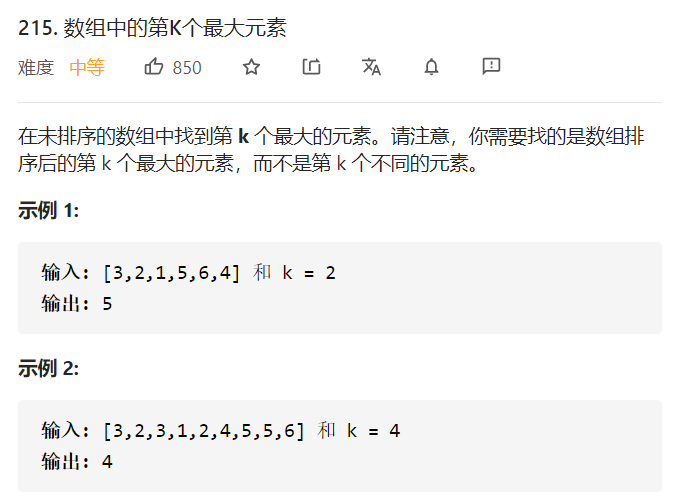 215. 数组中的第K个最大元素
难度 中等 850
在未排序的数组中找到第 k 个最大的元素。请注意，你需要找的是数组排
序后的第 k 个最大的元素，而不是第 k 个不同的元素。
示例 1:
输入: [3,2,1,5,6,4] 和 k = 2
输出: 5
示例 2:
输入: [3,2,3,1,2,4,5,5,6] 和 k = 4
输出: 4